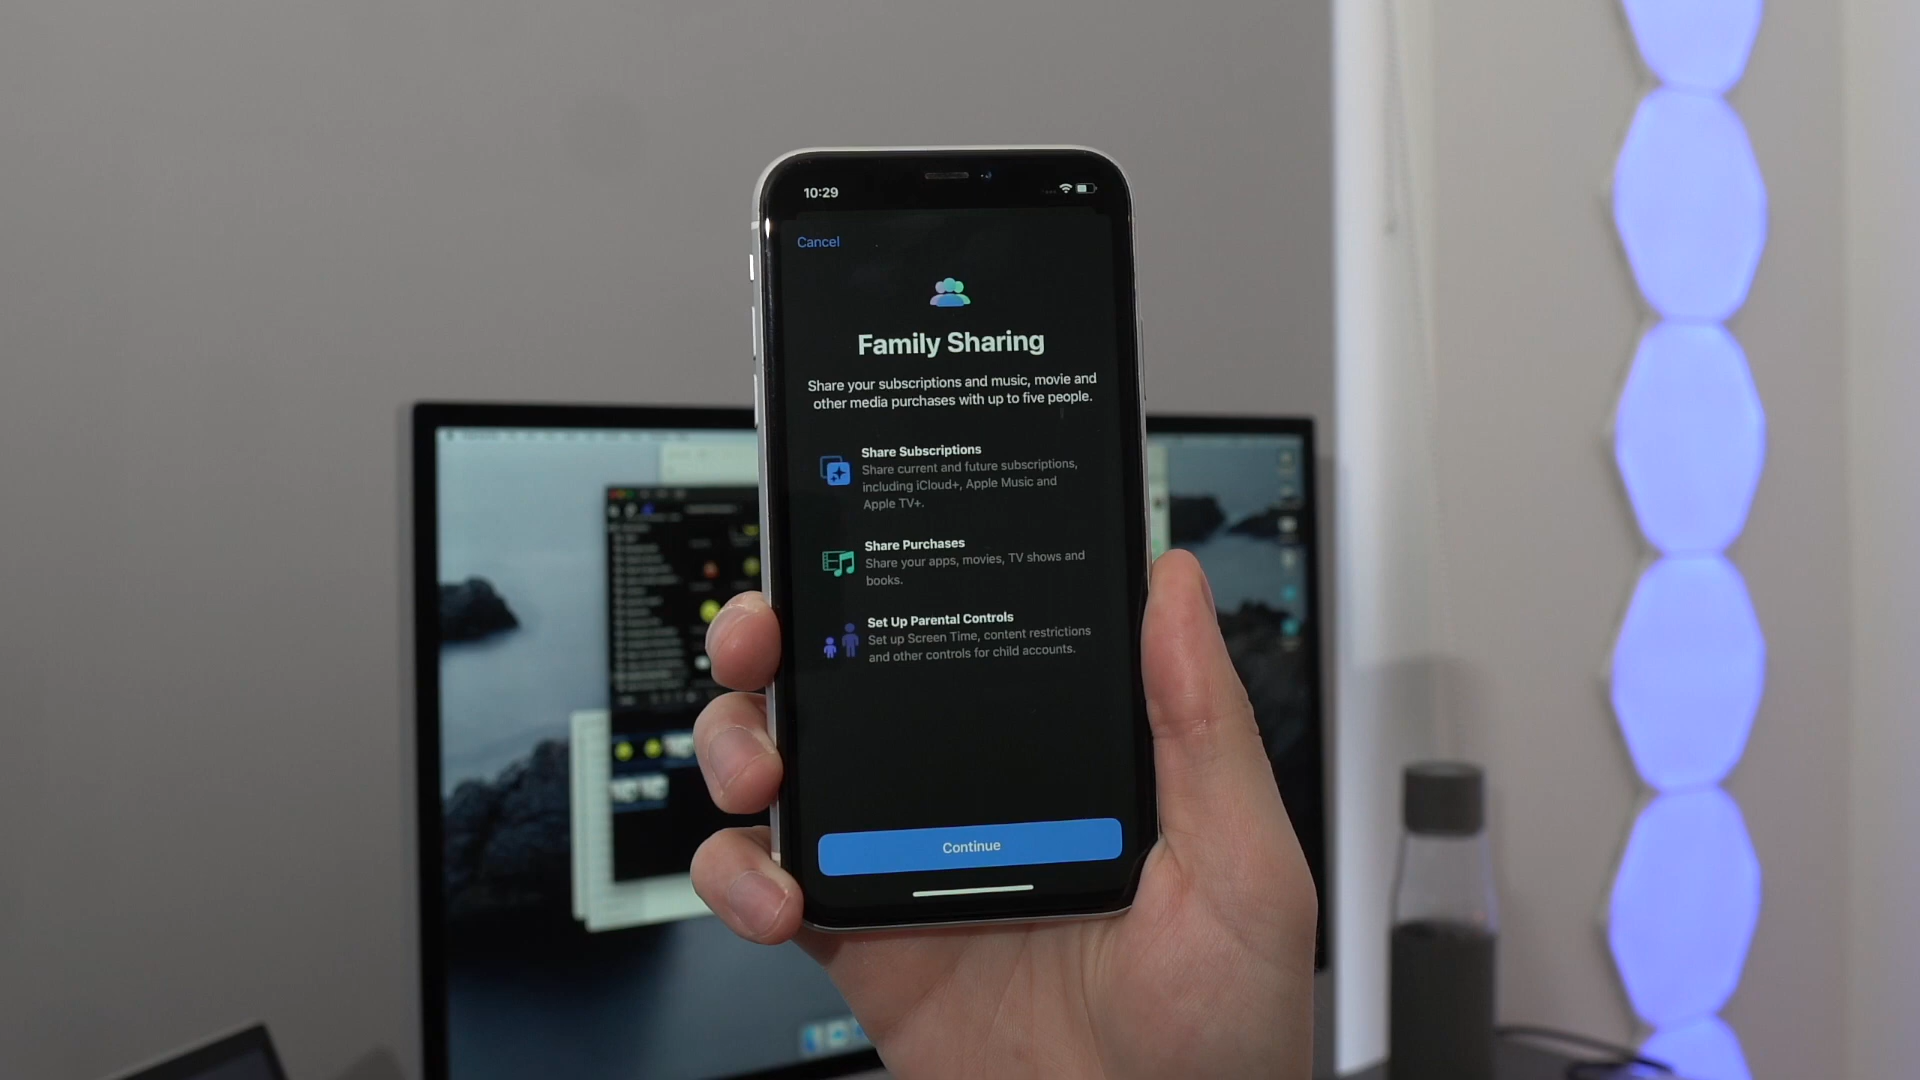 10:29
Cancel
Family Sharing
Share your subscriptions and music, movie and
other media purchases with up to five people.
Share Subscriptions
Share current and future subscriptions,
including iCloud+, Apple Music and
Apple TV+.
Share Purchases
Share your apps, movies, TV shows and
books.
Set Up Parental Controls
Set up Screen Time, content restrictions
and other controls for child accounts.
Continue